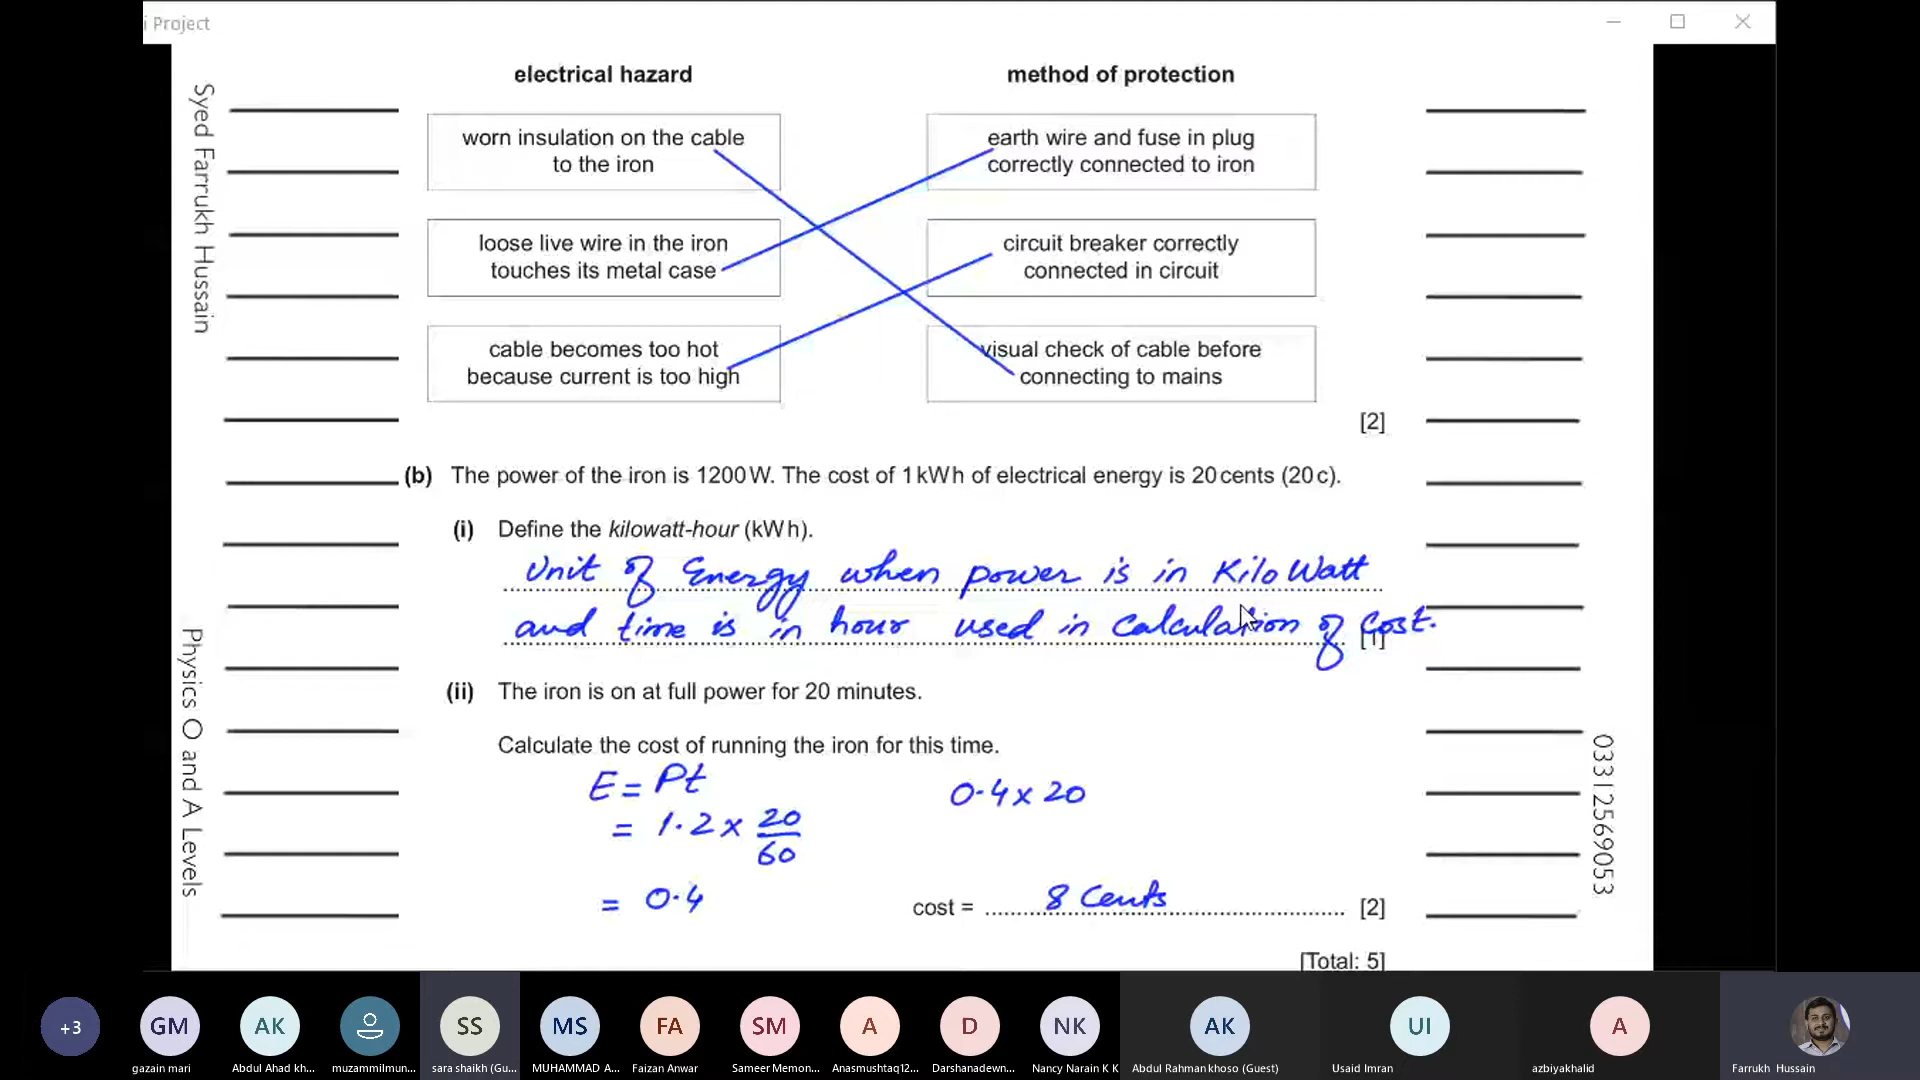 i Project
electrical hazard
method of protection
worn insulation on the cable
to the iron
earth wire and fuse in plug
correctly connected to iron
loose live wire in the iron
touches its metal case
circuit breaker correctly
connected in circuit
cable becomes too hot
because current is too high
visual check of cable before
connecting to mains
[2]
(b) The power of the iron is 1200 W. The cost of 1 kWh of electrical energy is 20 cents (20 c).
(i) Define the kilowatt-hour (kWh).
Unit of Energy when power is in KiloWatt
and time is in hour used in Calculation of Cost.
[1]
(ii) The iron is on at full power for 20 minutes.
Calculate the cost of running the iron for this time.
E = Pt
= 1.2 x 20/60
= 0.4
0.4 x 20
cost = 8 Cents [2]
[Total: 5]
Syed Farrukh Hussain
Physics O and A Levels
03312569053
+3
GM
AK
SS
MS
FA
SM
A
D
NK
AK
UI
A
gazain mari
Abdul Ahad kh...
muzammilmun...
sara shaikh (Gu...
MUHAMMAD A...
Faizan Anwar
Sameer Memon...
Anasmushtaq12...
Darshanadewn...
Nancy Narain K K
Abdul Rahman khoso (Guest)
Usaid Imran
azbiyakhalid
Farrukh Hussain